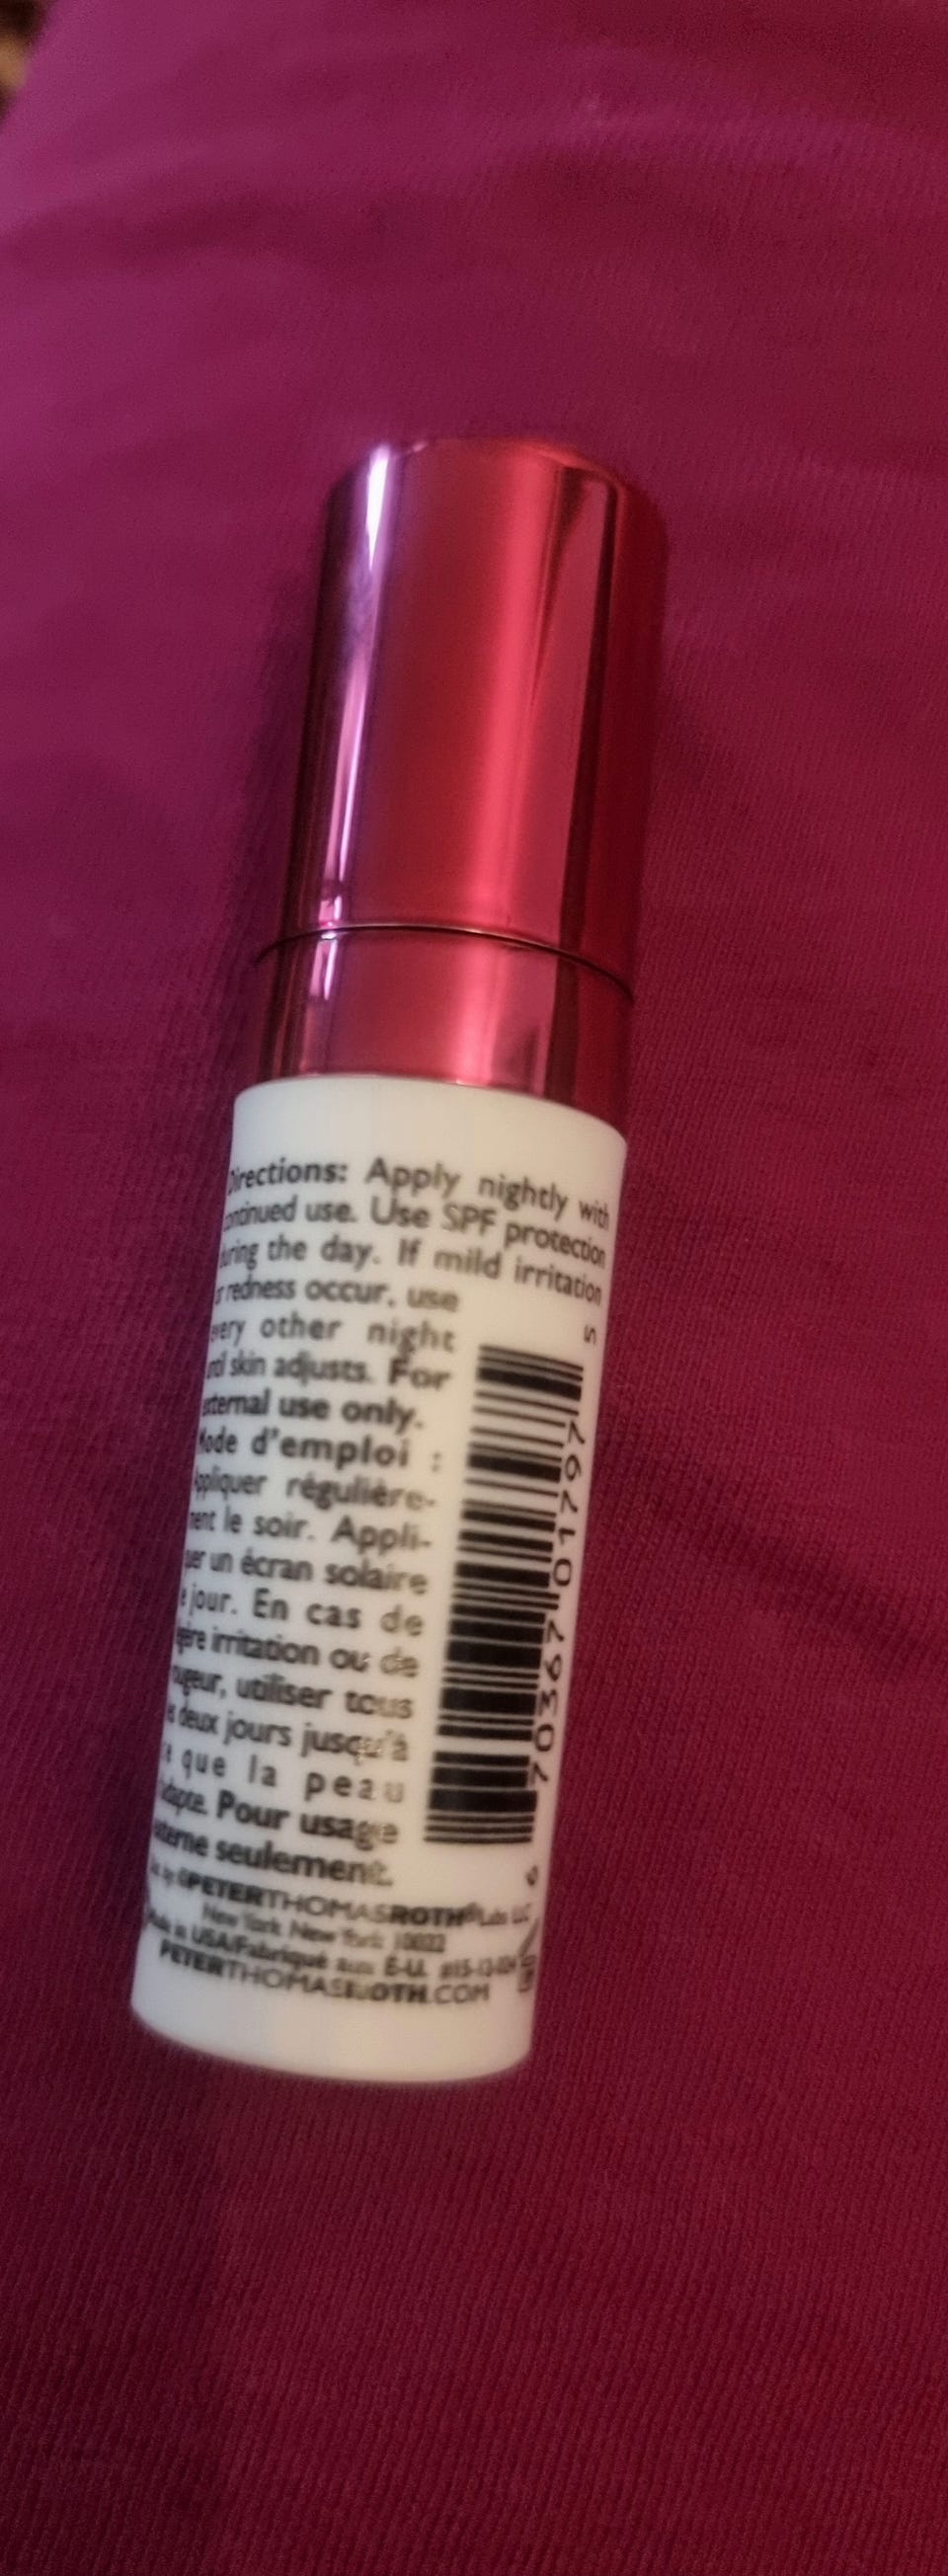 Directions: Apply nightly with
continued use. Use SPF protection
during the day. If mild irritation
or redness occur, use
every other night
until skin adjusts. For
external use only.
Mode d'emploi :
Appliquer régulière-
ment le soir. Appli-
quer un écran solaire
le jour. En cas de
légère irritation ou de
rougeur, utiliser tous
les deux jours jusqu'à
ce que la peau
s'adapte. Pour usage
externe seulement.
©PETERTHOMASROTH® Labs LLC
New York, New York 10022
Made in USA/Fabriqué aux É-U.
PETERTHOMASROTH.COM
7 70367 01797 5